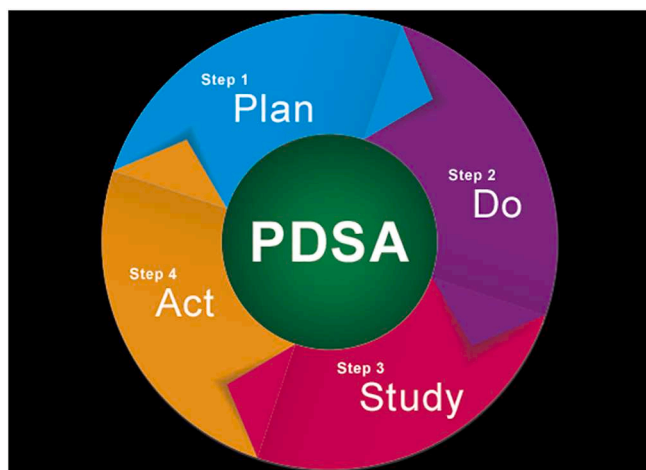 Step 1
Plan
Step 2
Do
PDSA
Step 4
Act
Step 3
Study